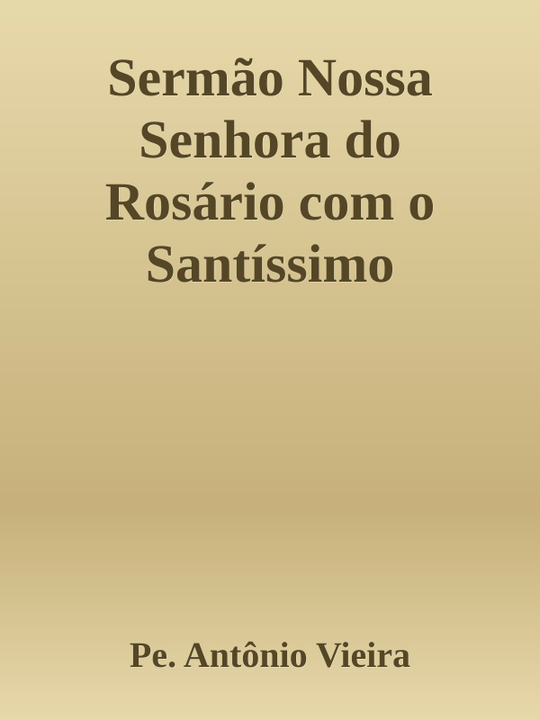 Sermão Nossa
Senhora do
Rosário com o
Santíssimo
Pe. Antônio Vieira